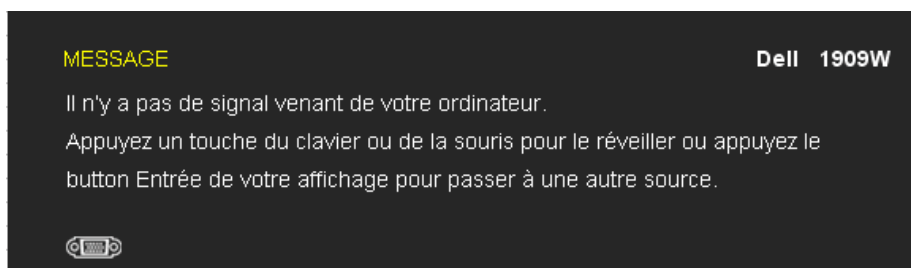 MESSAGE Dell 1909W
Il n'y a pas de signal venant de votre ordinateur.
Appuyez un touche du clavier ou de la souris pour le réveiller ou appuyez le
button Entrée de votre affichage pour passer à une autre source.